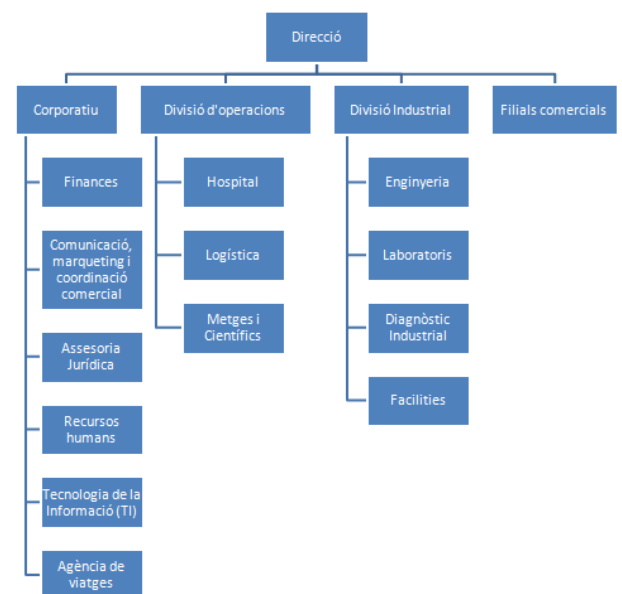 Direcció
Corporatiu
Divisió d'operacions
Divisió Industrial
Filials comercials
Finances
Comunicació,
marqueting i
coordinació
comercial
Assesoria
Jurídica
Recursos
humans
Tecnologia de la
Informació (TI)
Agència de
viatges
Hospital
Logística
Metges i
Científics
Enginyeria
Laboratoris
Diagnòstic
Industrial
Facilities